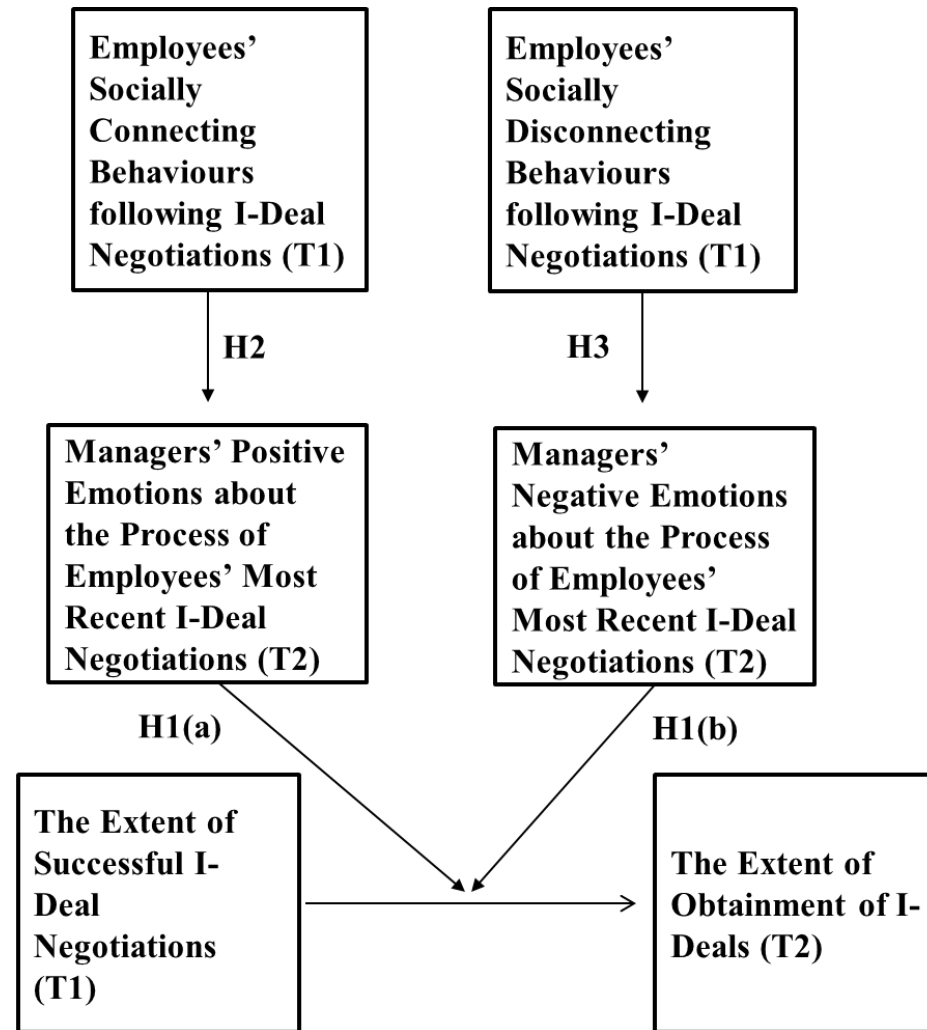 Employees’
Socially
Connecting
Behaviours
following I-Deal
Negotiations (T1)
Employees’
Socially
Disconnecting
Behaviours
following I-Deal
Negotiations (T1)
H2
H3
Managers’ Positive
Emotions about
the Process of
Employees’ Most
Recent I-Deal
Negotiations (T2)
Managers’
Negative Emotions
about the Process
of Employees’
Most Recent I-Deal
Negotiations (T2)
H1(a)
H1(b)
The Extent of
Successful I-
Deal
Negotiations
(T1)
The Extent of
Obtainment of I-
Deals (T2)